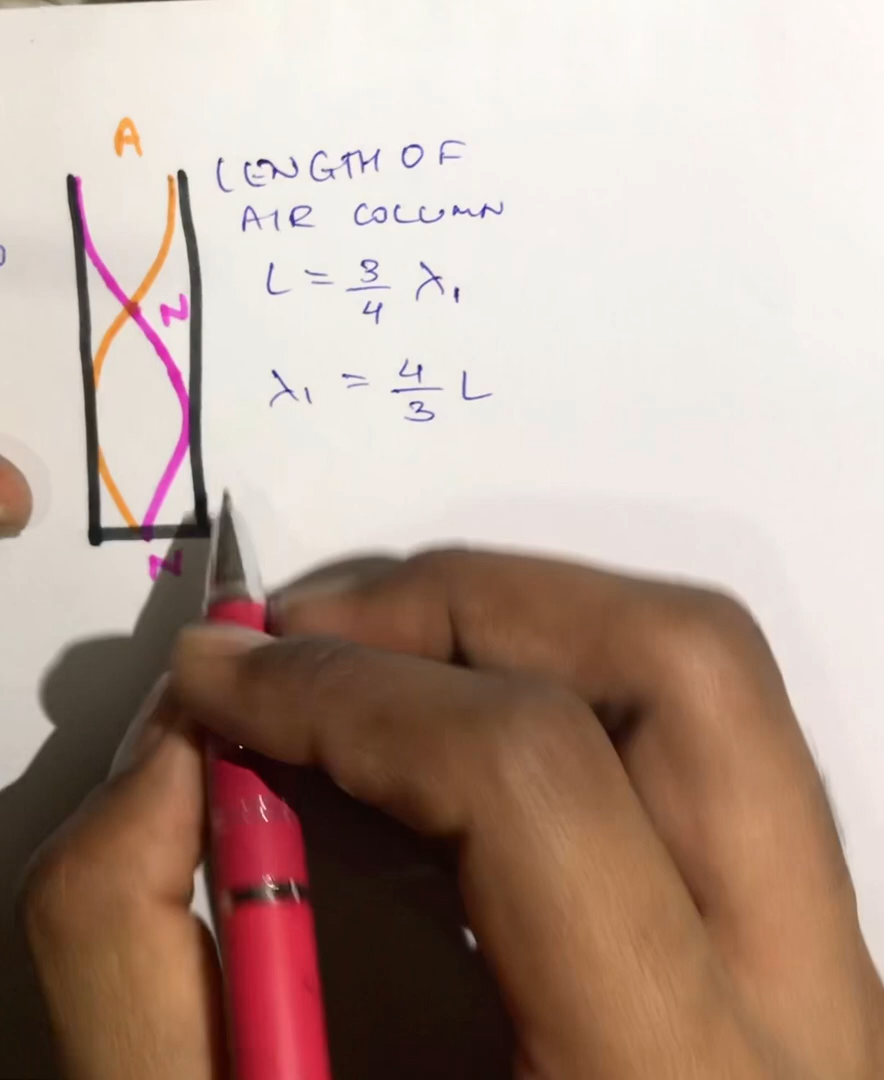 A
LENGTH OF
AIR COLUMN
L = 3/4 λ₁
N
λ₁ = 4/3 L
N